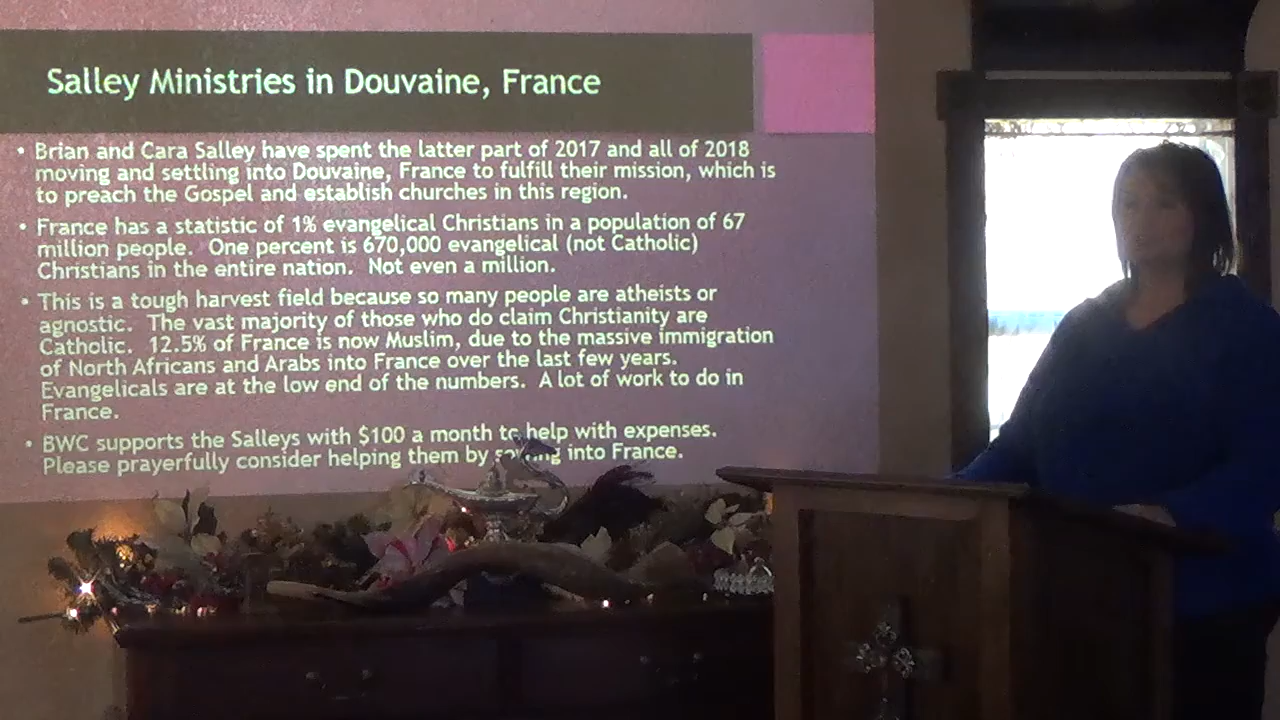 Salley Ministries in Douvaine, France
• Brian and Cara Salley have spent the latter part of 2017 and all of 2018
moving and settling into Douvaine, France to fulfill their mission, which is
to preach the Gospel and establish churches in this region.
• France has a statistic of 1% evangelical Christians in a population of 67
million people. One percent is 670,000 evangelical (not Catholic)
Christians in the entire nation. Not even a million.
• This is a tough harvest field because so many people are atheists or
agnostic. The vast majority of those who do claim Christianity are
Catholic. 12.5% of France is now Muslim, due to the massive immigration
of North Africans and Arabs into France over the last few years.
Evangelicals are at the low end of the numbers. A lot of work to do in
France.
• BWC supports the Salleys with $100 a month to help with expenses.
Please prayerfully consider helping them by into France.